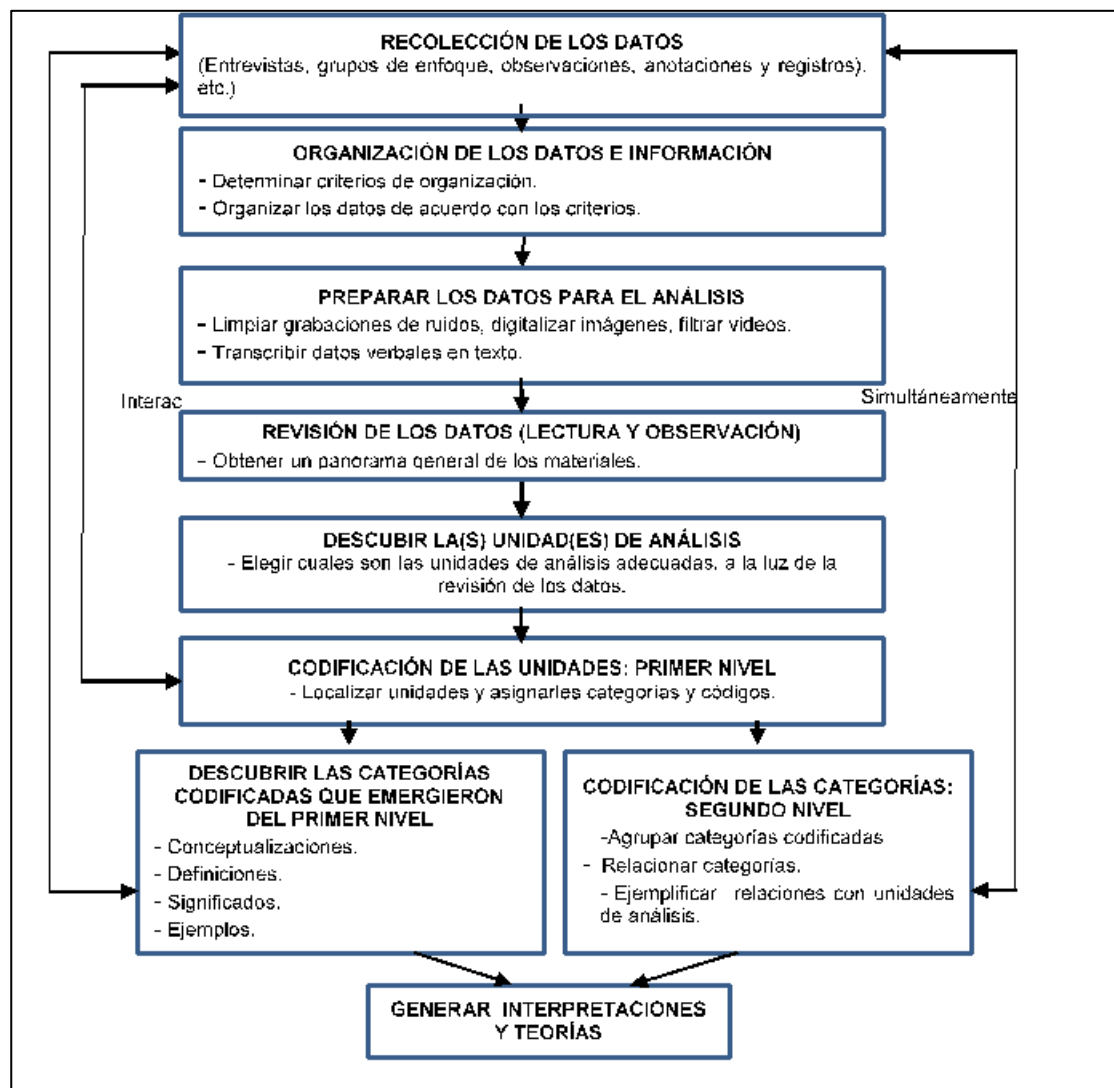 RECOLECCIÓN DE LOS DATOS
(Entrevistas, grupos de enfoque, observaciones, anotaciones y registros).
etc.)
ORGANIZACIÓN DE LOS DATOS E INFORMACIÓN
- Determinar criterios de organización.
- Organizar los datos de acuerdo con los criterios.
PREPARAR LOS DATOS PARA EL ANÁLISIS
- Limpiar grabaciones de ruidos, digitalizar imágenes, filtrar videos.
- Transcribir datos verbales en texto.
Interac
Simultáneamente
REVISIÓN DE LOS DATOS (LECTURA Y OBSERVACIÓN)
- Obtener un panorama general de los materiales.
DESCUBIR LA(S) UNIDAD(ES) DE ANÁLISIS
- Elegir cuales son las unidades de análisis adecuadas, a la luz de la
revisión de los datos.
CODIFICACIÓN DE LAS UNIDADES: PRIMER NIVEL
- Localizar unidades y asignarles categorías y códigos.
DESCUBRIR LAS CATEGORÍAS
CODIFICADAS QUE EMERGIERON
DEL PRIMER NIVEL
- Conceptualizaciones.
- Definiciones.
- Significados.
- Ejemplos.
CODIFICACIÓN DE LAS CATEGORÍAS:
SEGUNDO NIVEL
-Agrupar categorías codificadas
- Relacionar categorías.
- Ejemplificar relaciones con unidades
de análisis.
GENERAR INTERPRETACIONES
Y TEORÍAS